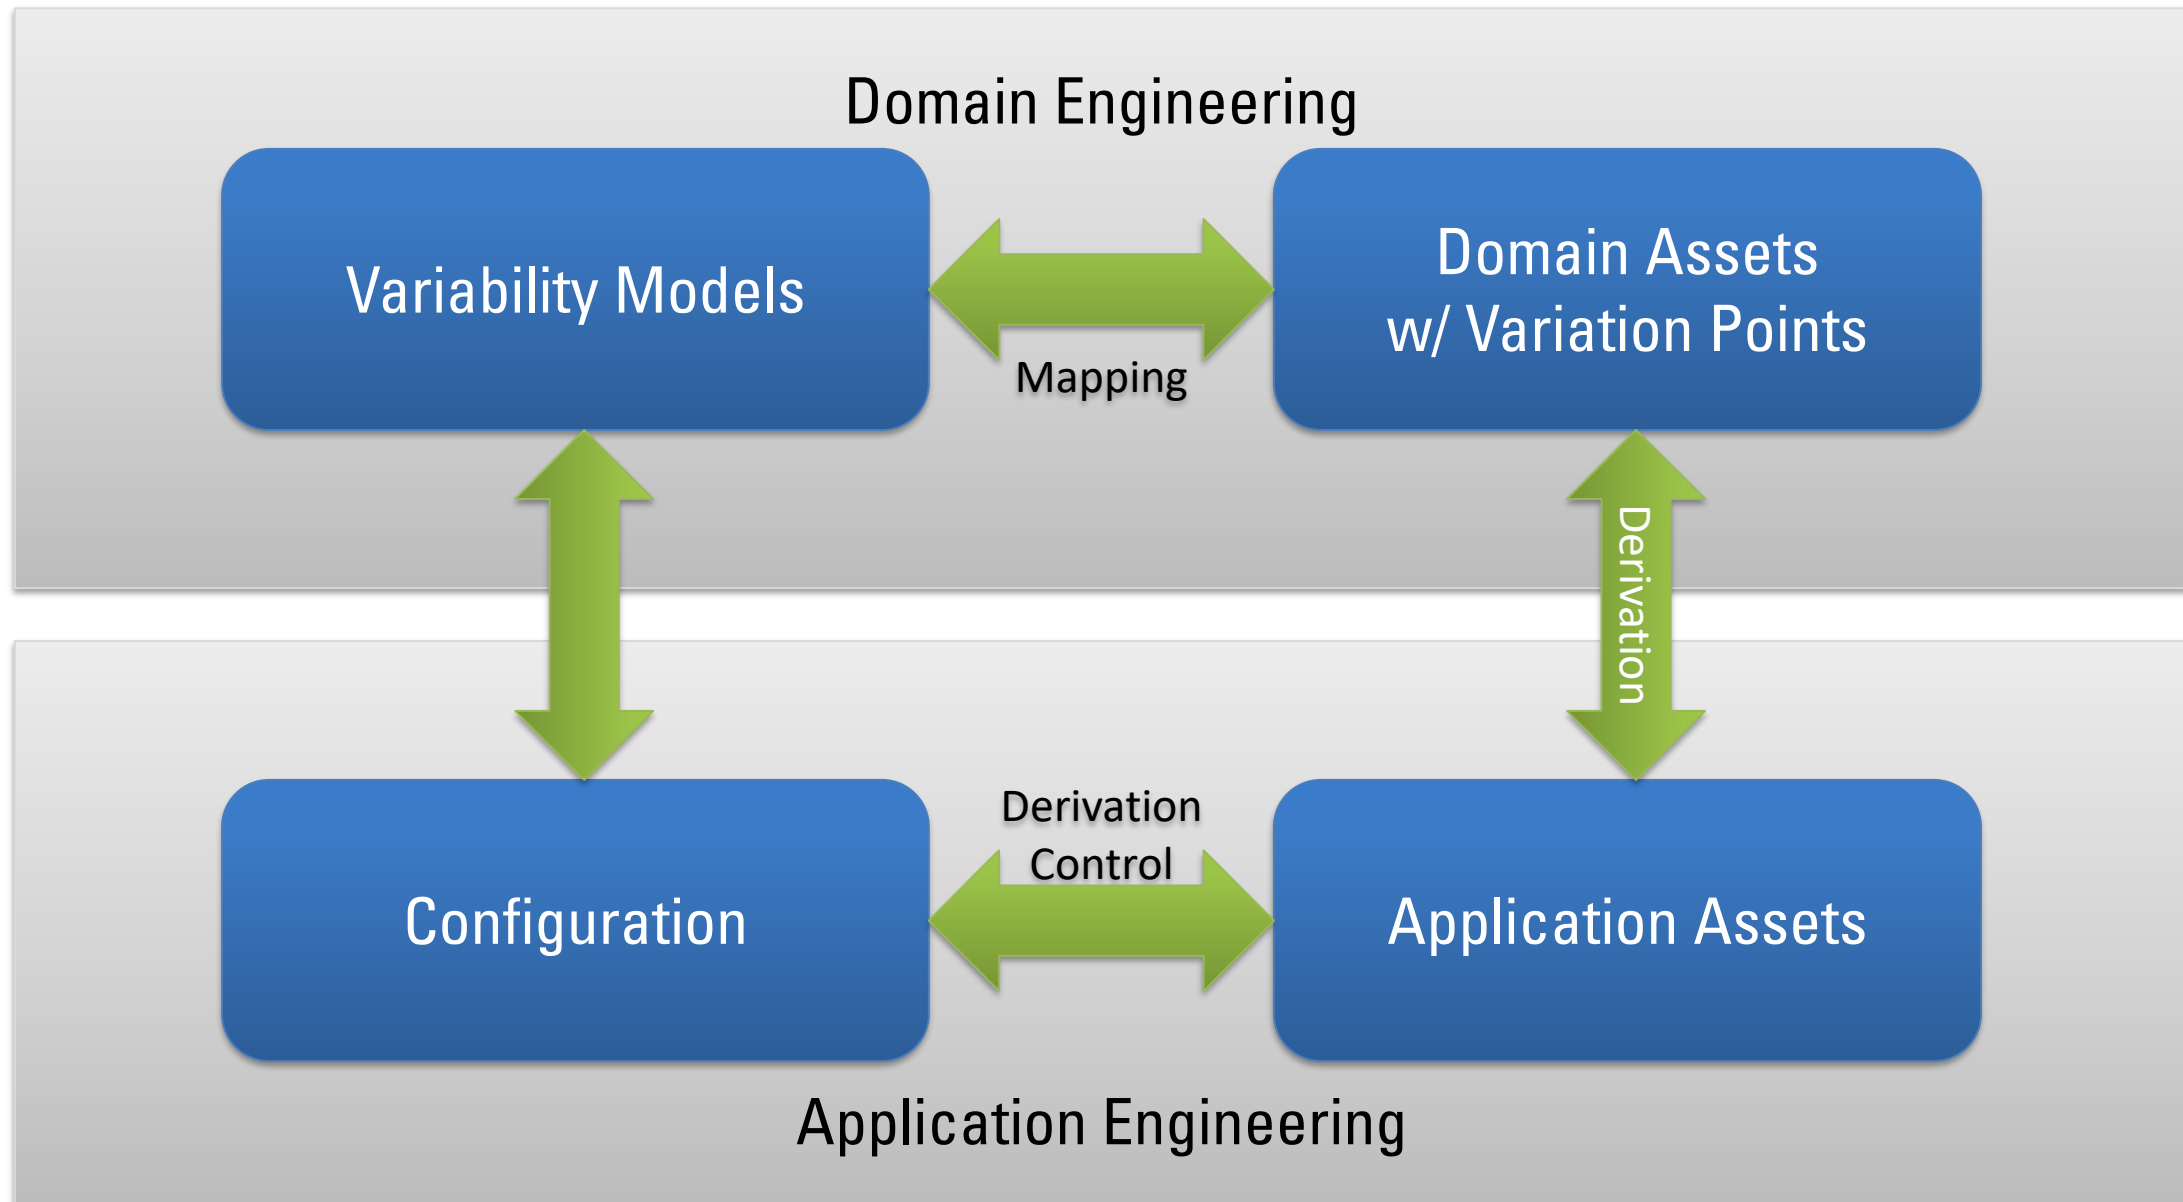 Domain Engineering
Variability Models
Domain Assets
w/ Variation Points
Mapping
Derivation
Derivation
Control
Configuration
Application Assets
Application Engineering